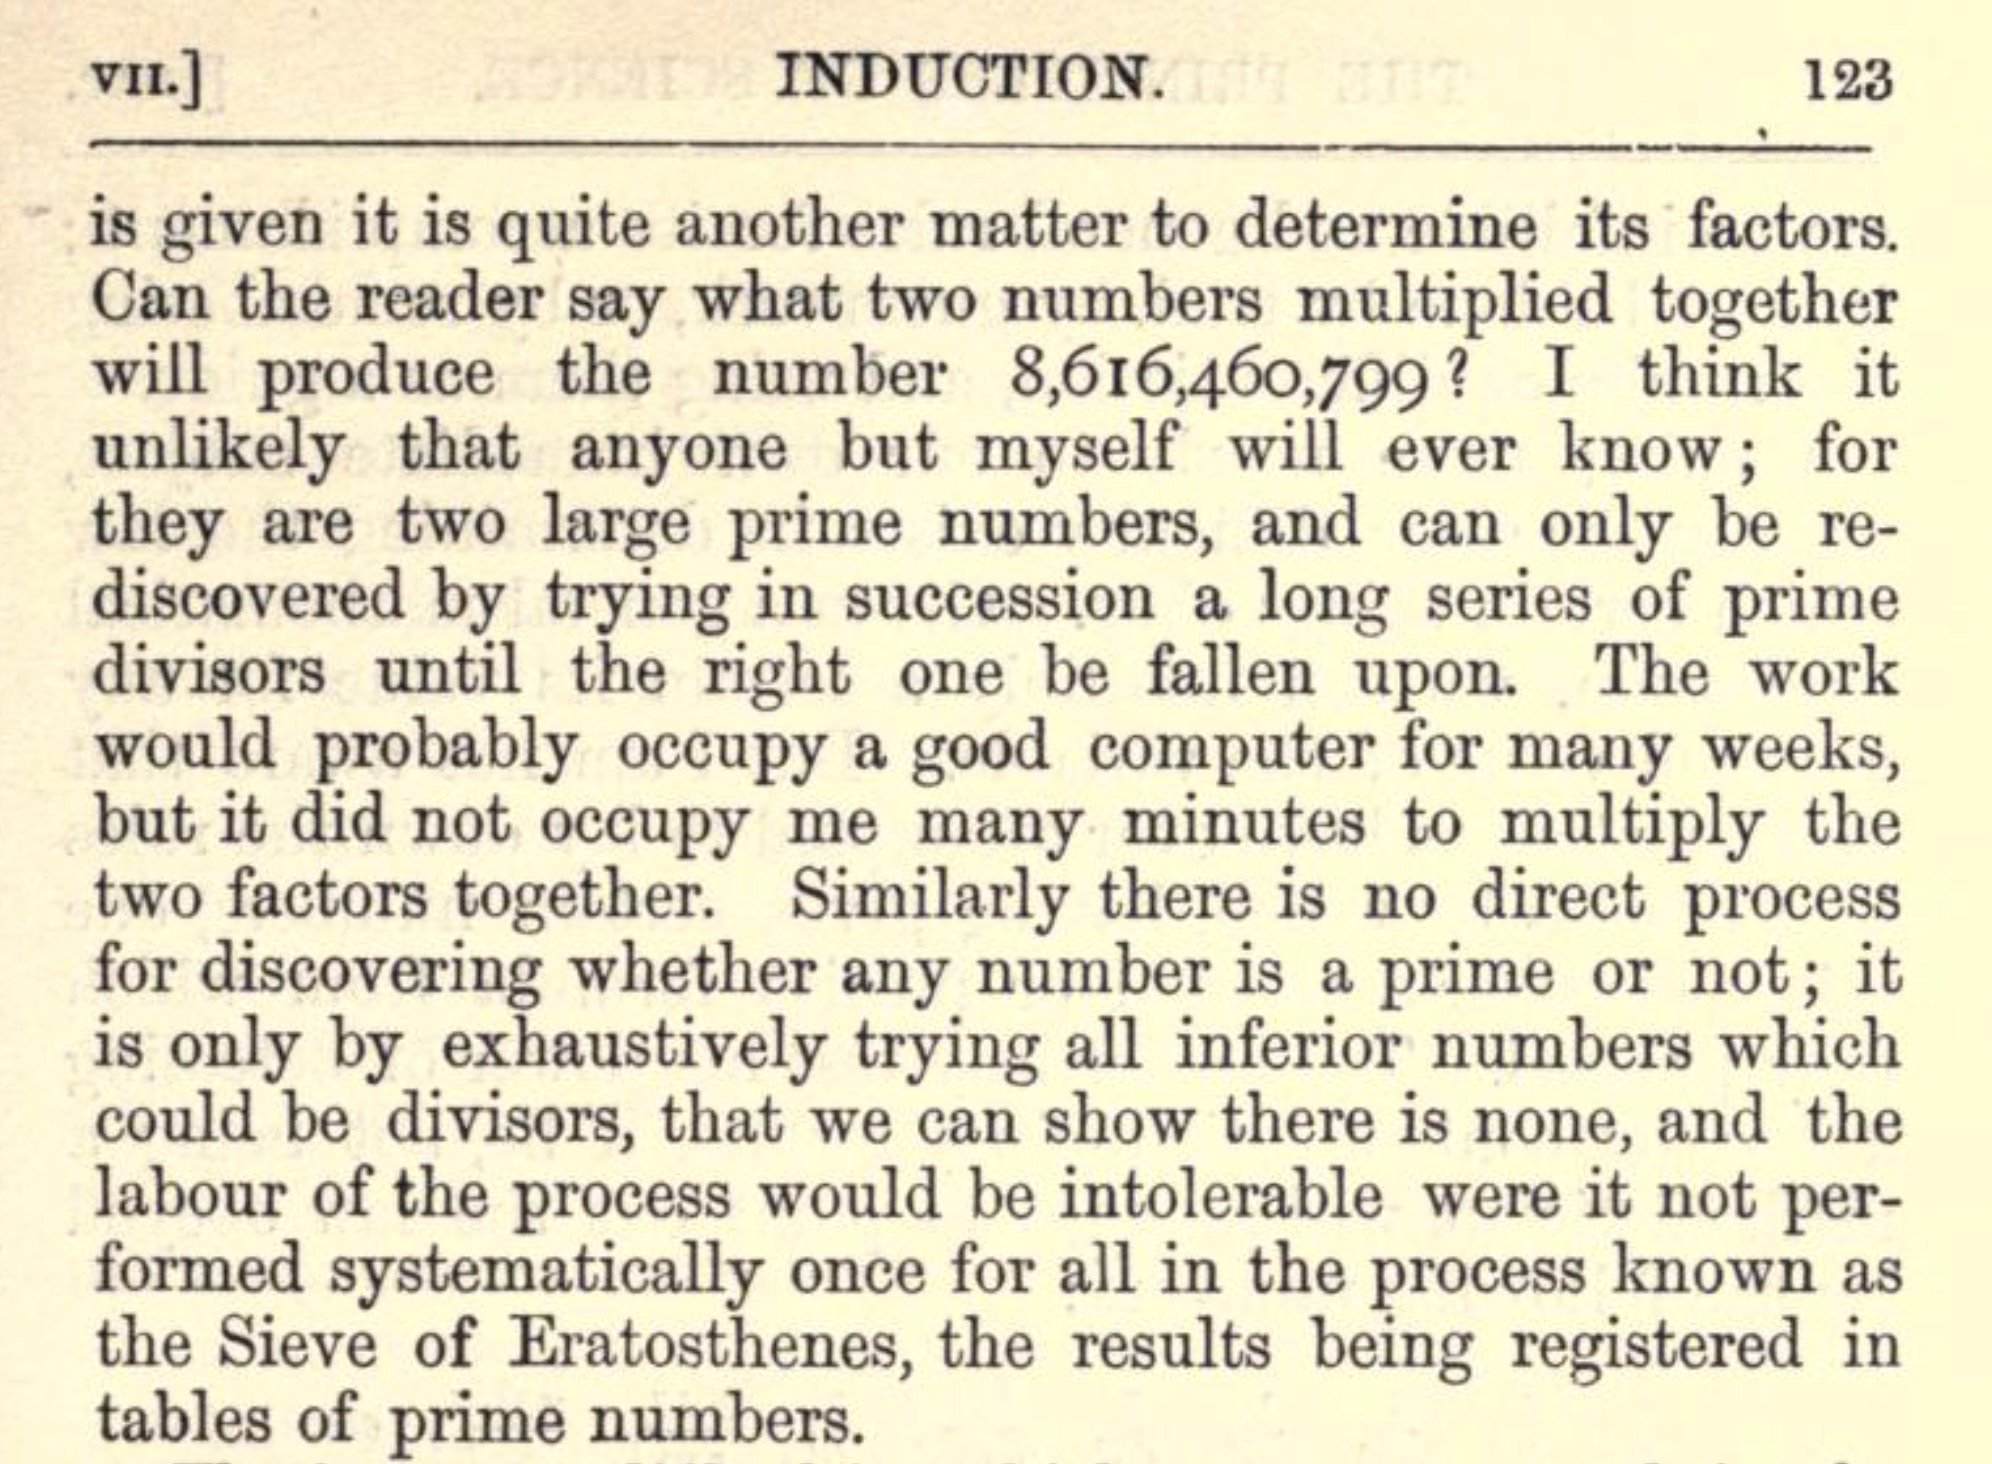 VII.] INDUCTION. 123
is given it is quite another matter to determine its factors.
Can the reader say what two numbers multiplied together
will produce the number 8,616,460,799? I think it
unlikely that anyone but myself will ever know; for
they are two large prime numbers, and can only be re-
discovered by trying in succession a long series of prime
divisors until the right one be fallen upon. The work
would probably occupy a good computer for many weeks,
but it did not occupy me many minutes to multiply the
two factors together. Similarly there is no direct process
for discovering whether any number is a prime or not; it
is only by exhaustively trying all inferior numbers which
could be divisors, that we can show there is none, and the
labour of the process would be intolerable were it not per-
formed systematically once for all in the process known as
the Sieve of Eratosthenes, the results being registered in
tables of prime numbers.